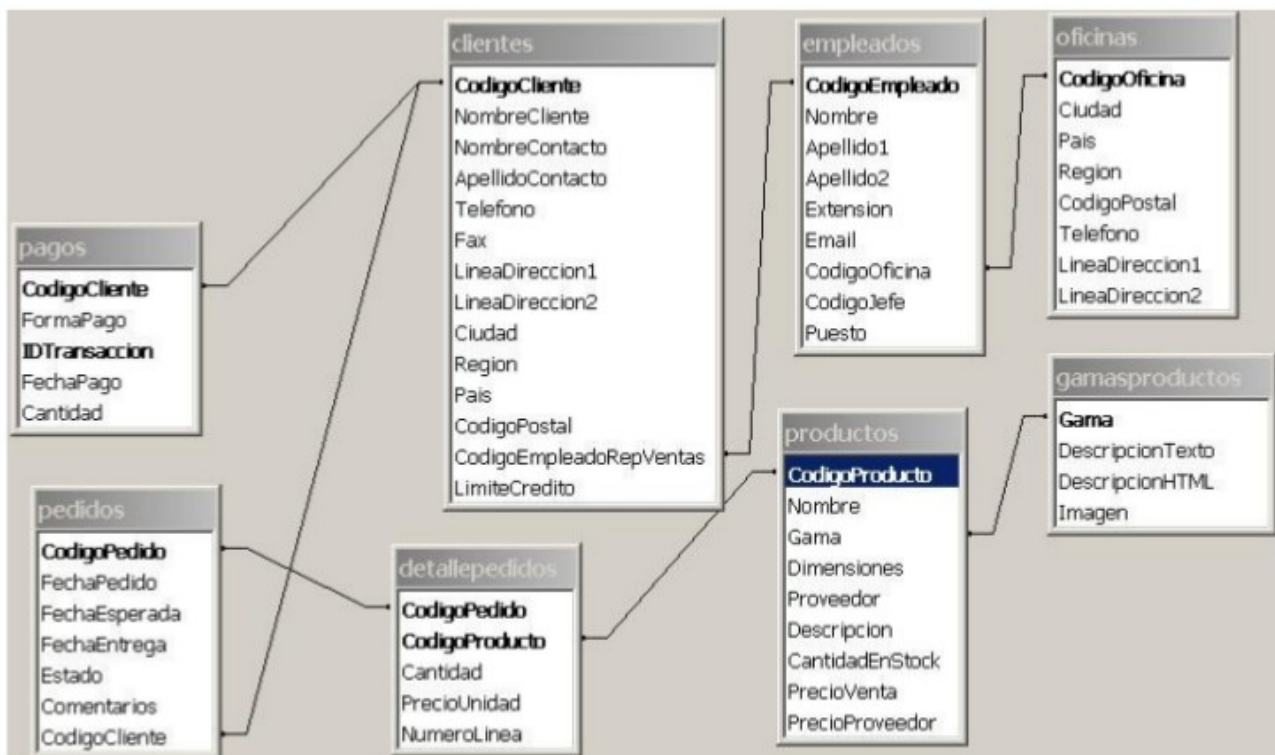 clientes
CodigoCliente
NombreCliente
NombreContacto
ApellidoContacto
Telefono
Fax
LineaDireccion1
LineaDireccion2
Ciudad
Region
Pais
CodigoPostal
CodigoEmpleadoRepVentas
LimiteCredito
empleados
CodigoEmpleado
Nombre
Apellido1
Apellido2
Extension
Email
CodigoOficina
CodigoJefe
Puesto
oficinas
CodigoOficina
Ciudad
Pais
Region
CodigoPostal
Telefono
LineaDireccion1
LineaDireccion2
pagos
CodigoCliente
FormaPago
IDTransaccion
FechaPago
Cantidad
gamasproductos
Gama
DescripcionTexto
DescripcionHTML
Imagen
productos
CodigoProducto
Nombre
Gama
Dimensiones
Proveedor
Descripcion
CantidadEnStock
PrecioVenta
PrecioProveedor
pedidos
CodigoPedido
FechaPedido
FechaEsperada
FechaEntrega
Estado
Comentarios
CodigoCliente
detallepedidos
CodigoPedido
CodigoProducto
Cantidad
PrecioUnidad
NumeroLinea